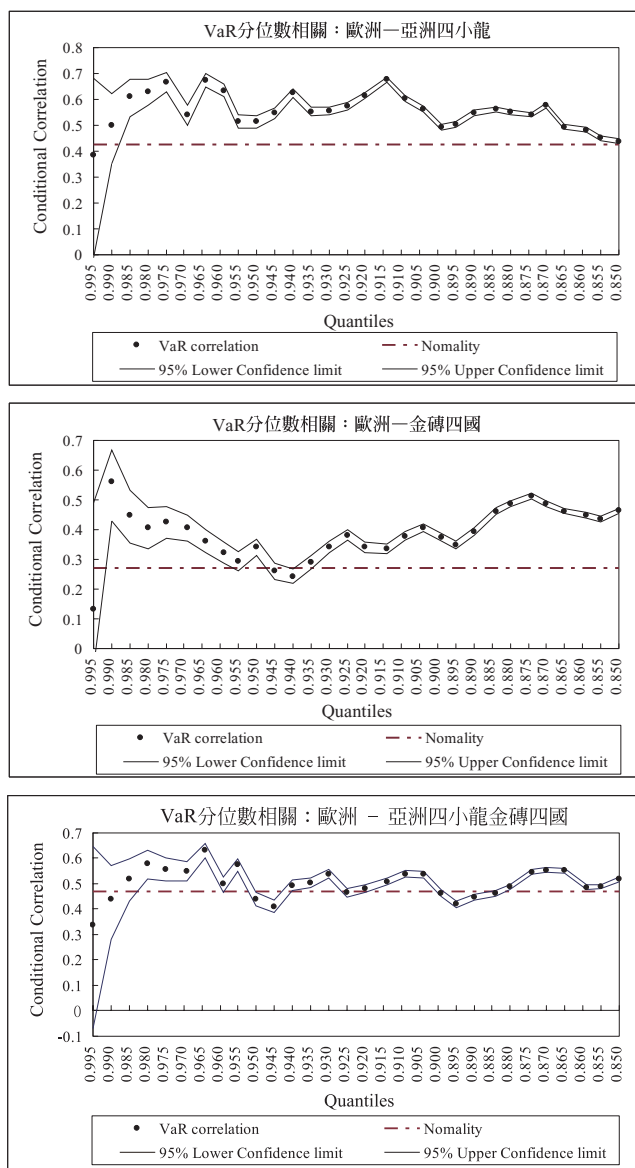 VaR分位數相關：歐洲—亞洲四小龍
Conditional Correlation
0.8
0.7
0.6
0.5
0.4
0.3
0.2
0.1
0
0.995 0.990 0.985 0.980 0.975 0.970 0.965 0.960 0.955 0.950 0.945 0.940 0.935 0.930 0.925 0.920 0.915 0.910 0.905 0.900 0.895 0.890 0.885 0.880 0.875 0.870 0.865 0.860 0.855 0.850
Quantiles
VaR correlation Nomality
95% Lower Confidence limit 95% Upper Confidence limit
VaR分位數相關：歐洲—金磚四國
Conditional Correlation
0.7
0.6
0.5
0.4
0.3
0.2
0.1
0
0.995 0.990 0.985 0.980 0.975 0.970 0.965 0.960 0.955 0.950 0.945 0.940 0.935 0.930 0.925 0.920 0.915 0.910 0.905 0.900 0.895 0.890 0.885 0.880 0.875 0.870 0.865 0.860 0.855 0.850
Quantiles
VaR correlation Nomality
95% Lower Confidence limit 95% Upper Confidence limit
VaR分位數相關：歐洲 － 亞洲四小龍金磚四國
Conditional Correlation
0.7
0.6
0.5
0.4
0.3
0.2
0.1
0
-0.1
0.995 0.990 0.985 0.980 0.975 0.970 0.965 0.960 0.955 0.950 0.945 0.940 0.935 0.930 0.925 0.920 0.915 0.910 0.905 0.900 0.895 0.890 0.885 0.880 0.875 0.870 0.865 0.860 0.855 0.850
Quantiles
VaR correlation Nomality
95% Lower Confidence limit 95% Upper Confidence limit